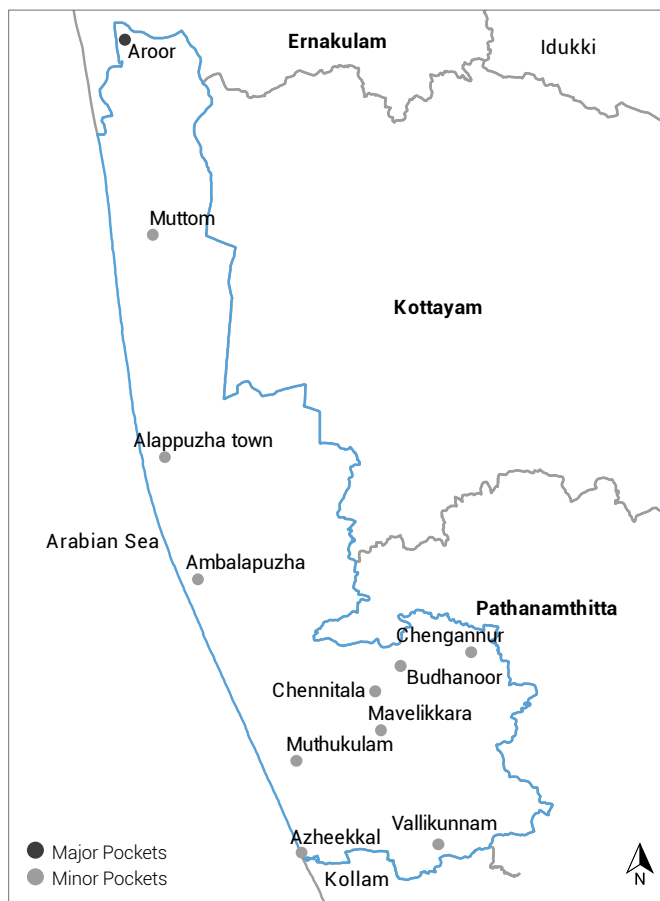 Ernakulam
Idukki
Aroor
Muttom
Kottayam
Alappuzha town
Arabian Sea
Ambalapuzha
Pathanamthitta
Chengannur
Budhanoor
Chennitala
Mavelikkara
Muthukulam
Vallikunnam
Azheekkal
Major Pockets
Minor Pockets
Kollam
N